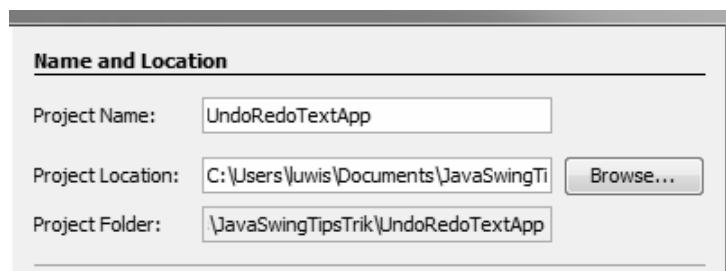 Name and Location
Project Name: UndoRedoTextApp
Project Location: C:\Users\luwis\Documents\JavaSwingTi Browse...
Project Folder: \JavaSwingTipsTrik\UndoRedoTextApp